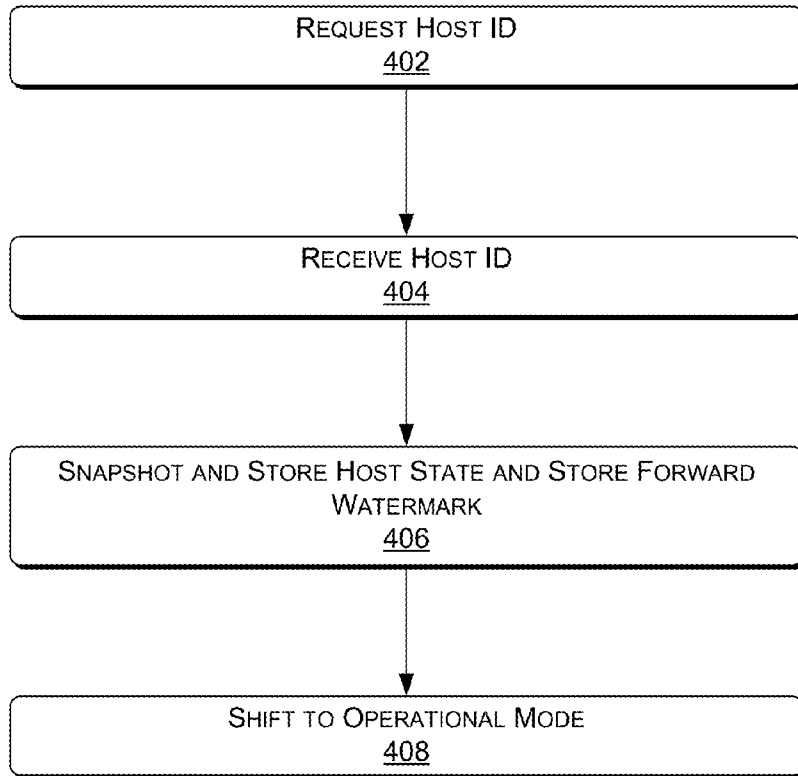 REQUEST HOST ID
402
RECEIVE HOST ID
404
SNAPSHOT AND STORE HOST STATE AND STORE FORWARD
WATERMARK
406
SHIFT TO OPERATIONAL MODE
408